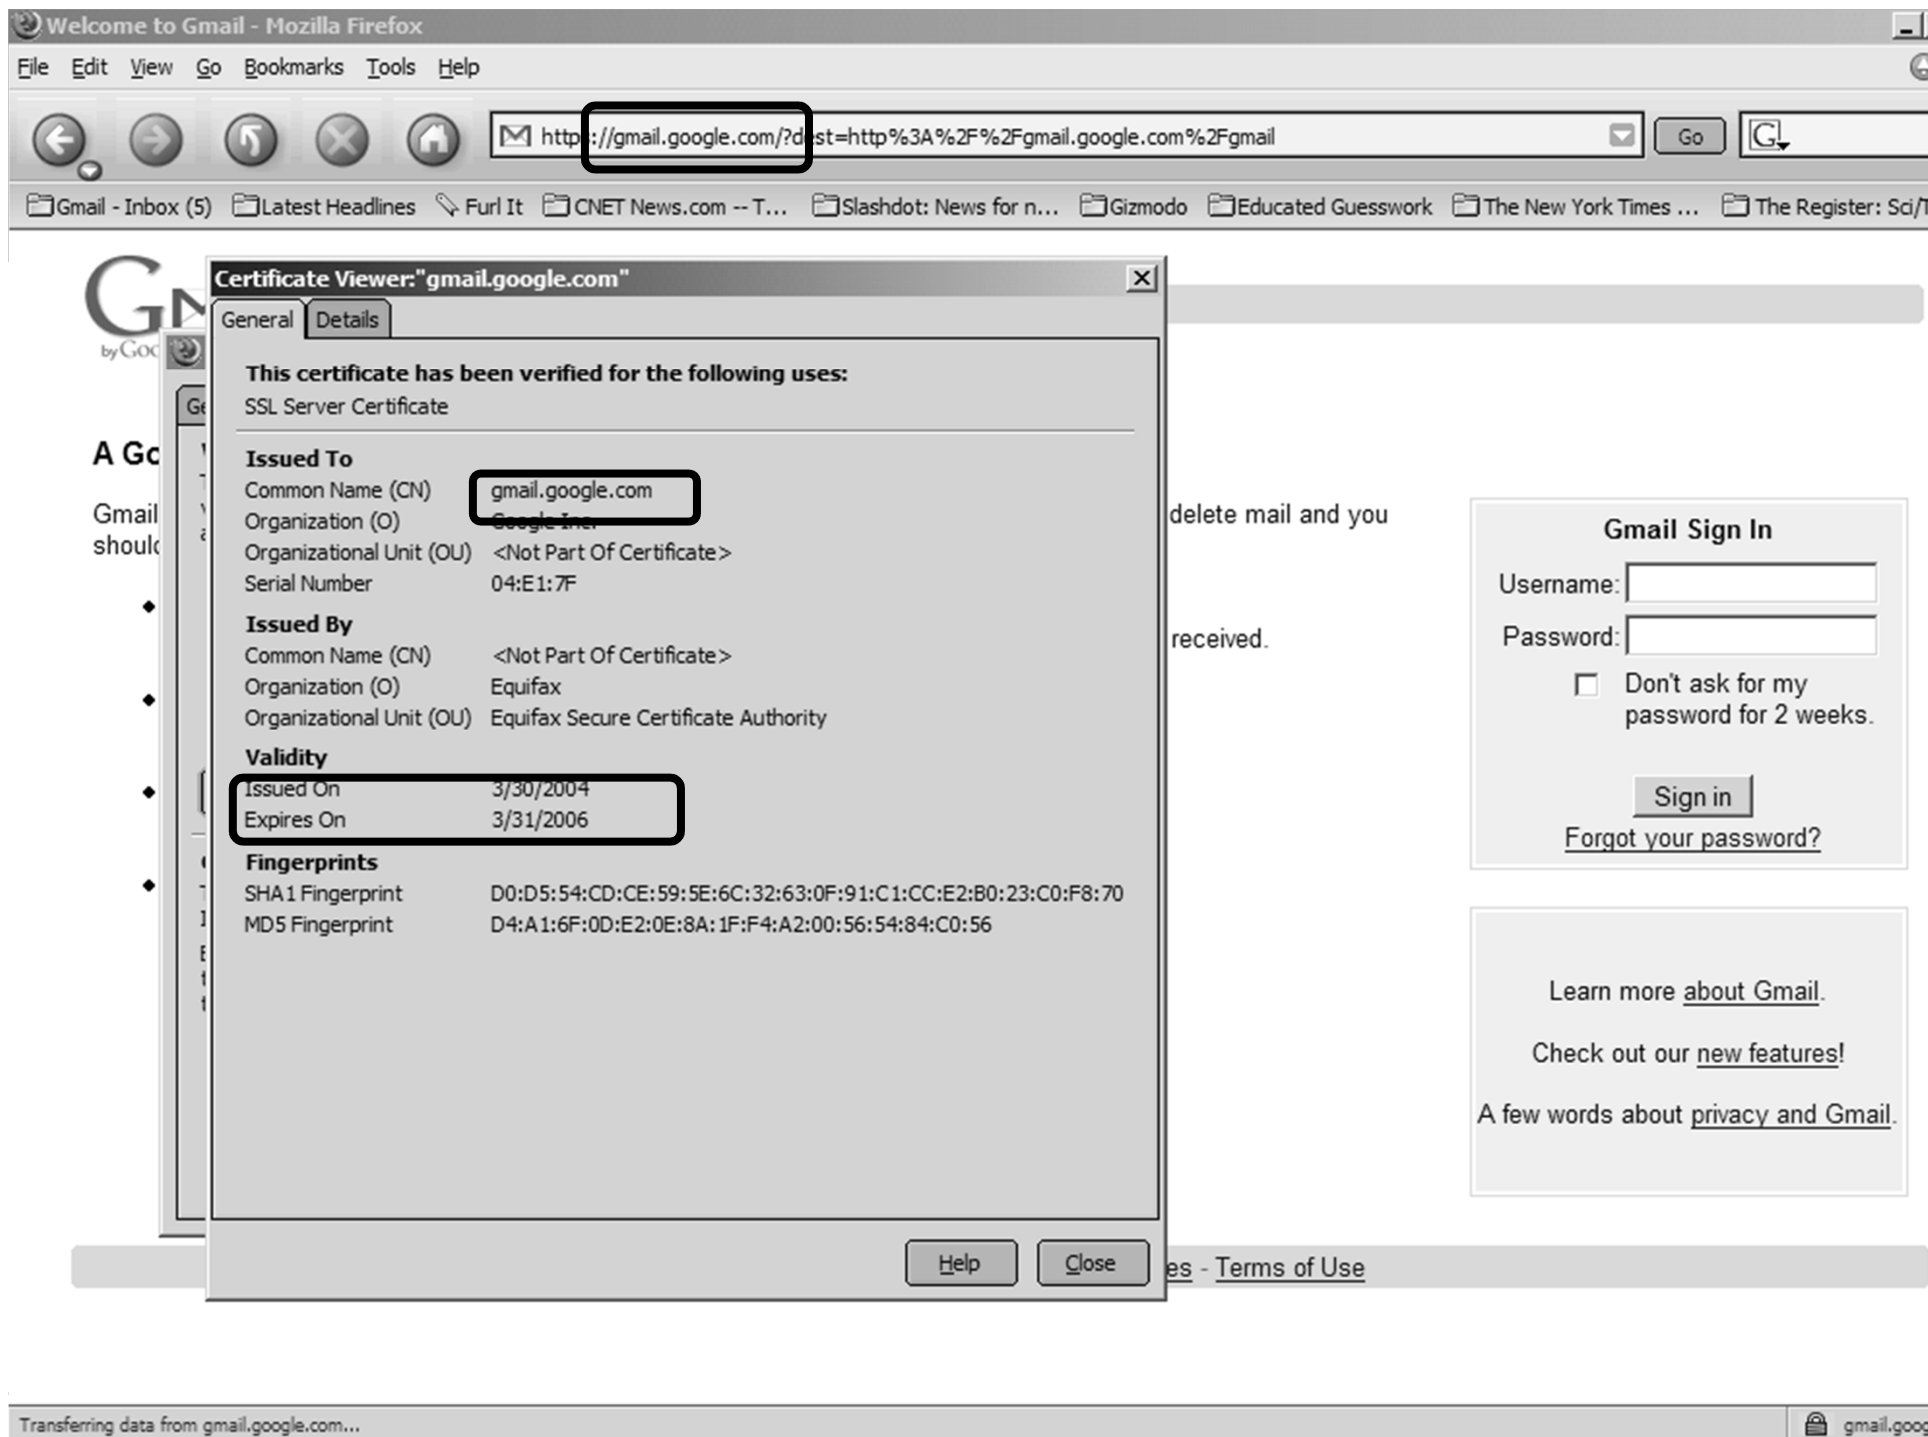 Welcome to Gmail - Mozilla Firefox
File Edit View Go Bookmarks Tools Help
https://gmail.google.com/?dest=http%3A%2F%2Fgmail.google.com%2Fgmail Go G
Gmail - Inbox (5) Latest Headlines Furl It CNET News.com -- T... Slashdot: News for n... Gizmodo Educated Guesswork The New York Times ... The Register: Sci/T
by Goo
Certificate Viewer:"gmail.google.com"
General Details
This certificate has been verified for the following uses:
SSL Server Certificate
Issued To
Common Name (CN) gmail.google.com
Organization (O) Google Inc.
Organizational Unit (OU) <Not Part Of Certificate>
Serial Number 04:E1:7F
Issued By
Common Name (CN) <Not Part Of Certificate>
Organization (O) Equifax
Organizational Unit (OU) Equifax Secure Certificate Authority
Validity
Issued On 3/30/2004
Expires On 3/31/2006
Fingerprints
SHA1 Fingerprint D0:D5:54:CD:CE:59:5E:6C:32:63:0F:91:C1:CC:E2:B0:23:C0:F8:70
MD5 Fingerprint D4:A1:6F:0D:E2:0E:8A:1F:F4:A2:00:56:54:84:C0:56
Help Close
A Go
Gmail
should
delete mail and you
received.
Gmail Sign In
Username:
Password:
Don't ask for my
password for 2 weeks.
Sign in
Forgot your password?
Learn more about Gmail.
Check out our new features!
A few words about privacy and Gmail.
es - Terms of Use
Transferring data from gmail.google.com... gmail.goog